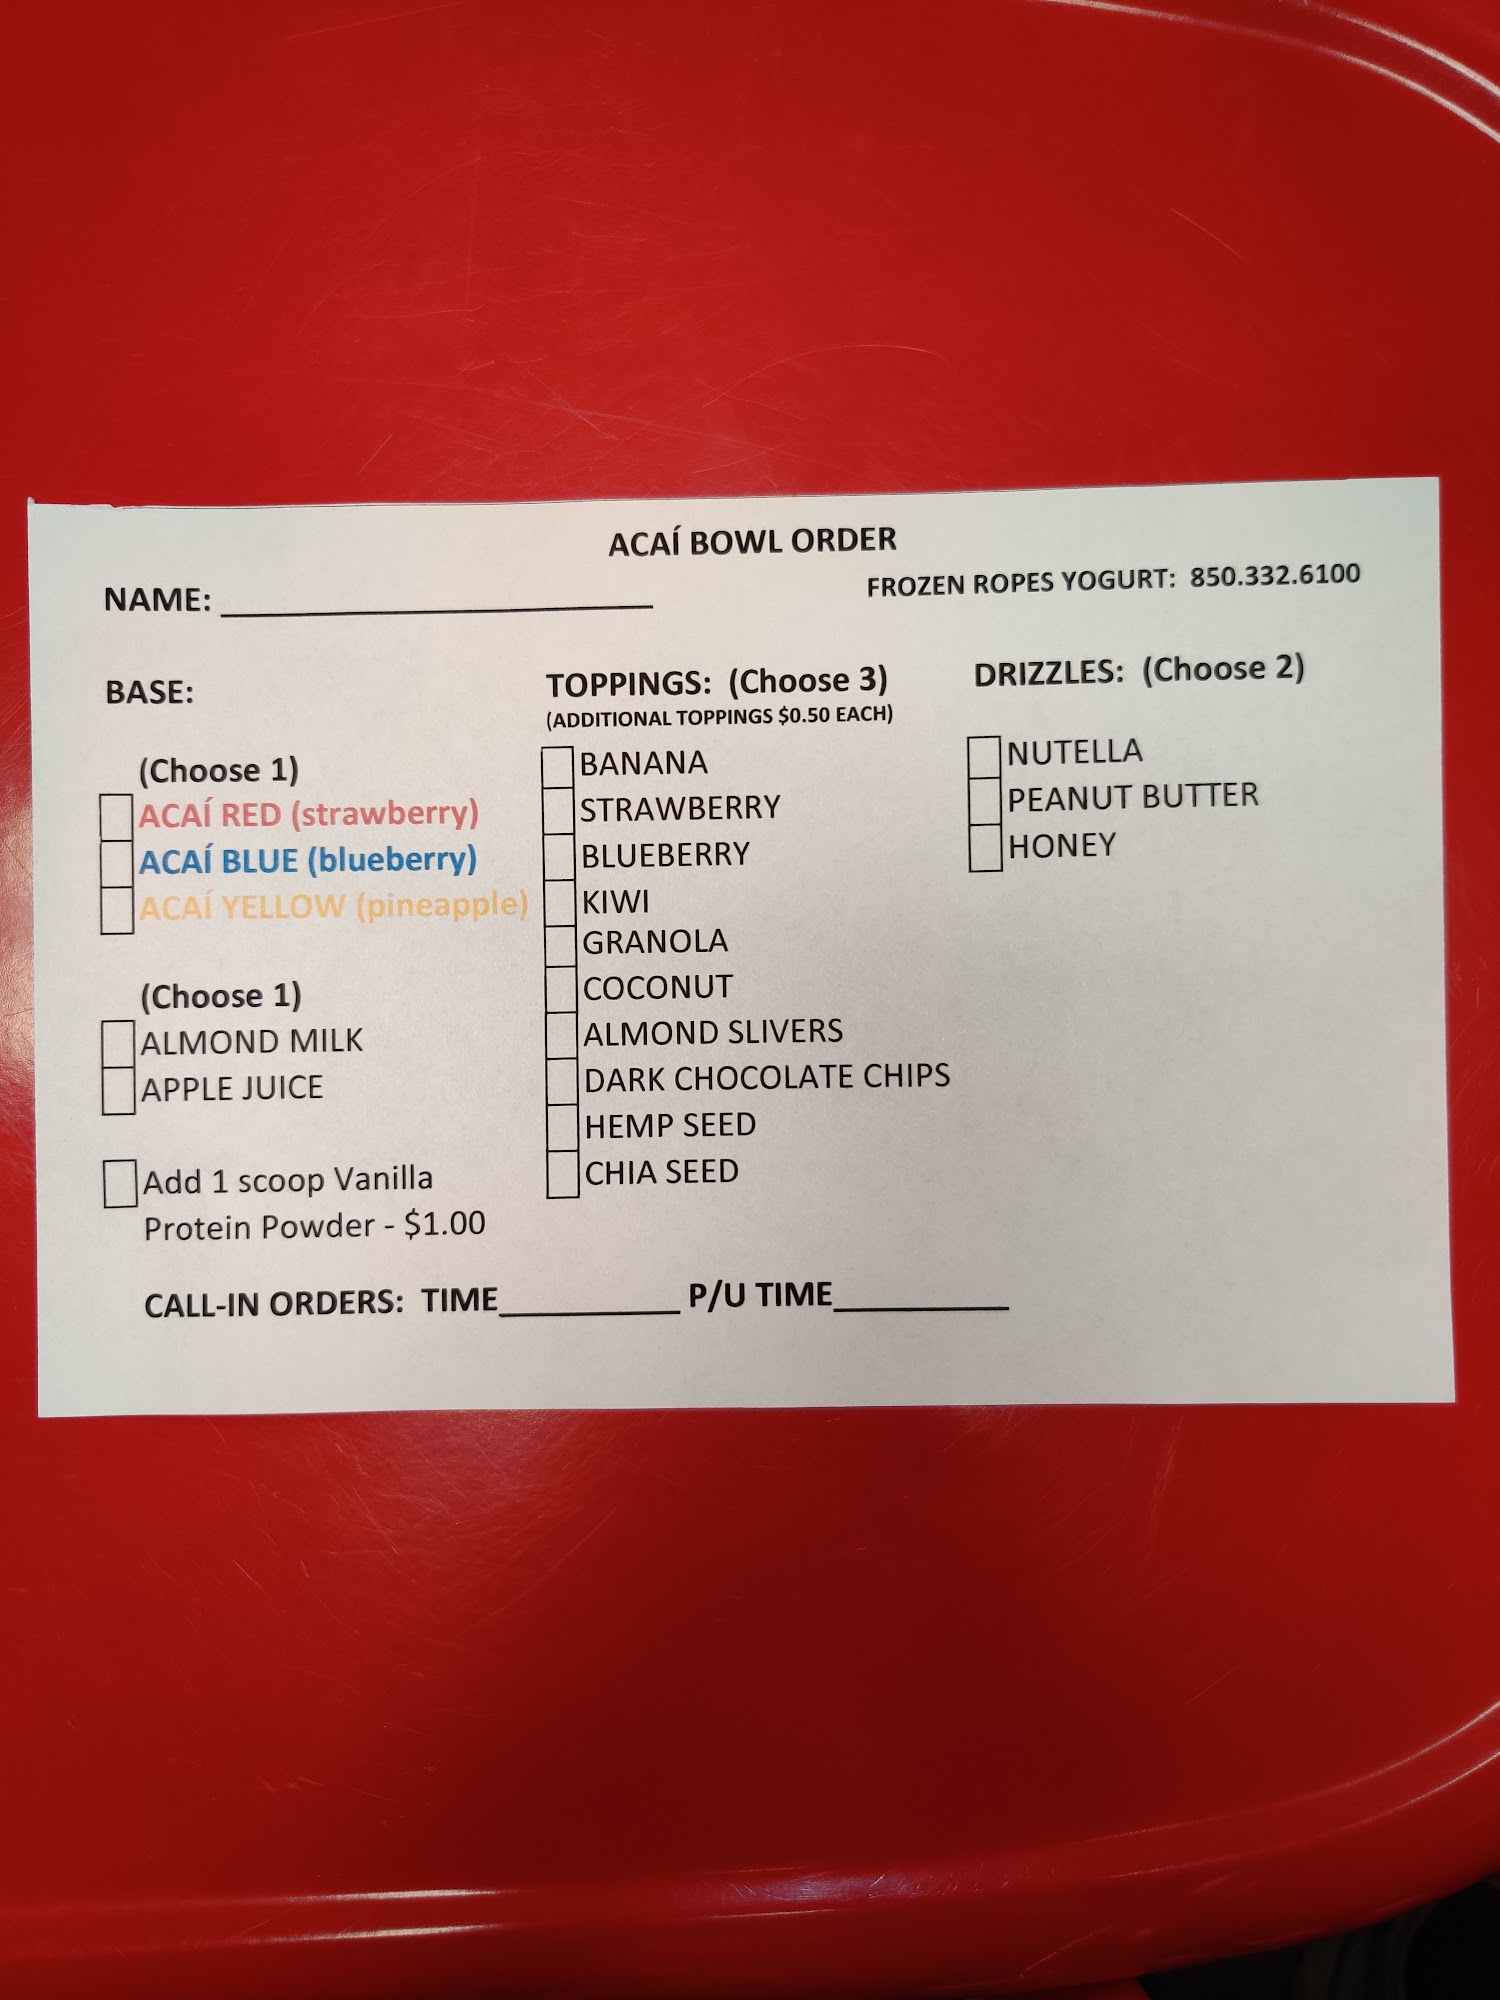 ACAÍ BOWL ORDER
NAME: ____________________ FROZEN ROPES YOGURT: 850.332.6100
BASE:
(Choose 1)
ACAÍ RED (strawberry)
ACAÍ BLUE (blueberry)
ACAÍ YELLOW (pineapple)
(Choose 1)
ALMOND MILK
APPLE JUICE
Add 1 scoop Vanilla
Protein Powder - $1.00
TOPPINGS: (Choose 3)
(ADDITIONAL TOPPINGS $0.50 EACH)
BANANA
STRAWBERRY
BLUEBERRY
KIWI
GRANOLA
COCONUT
ALMOND SLIVERS
DARK CHOCOLATE CHIPS
HEMP SEED
CHIA SEED
DRIZZLES: (Choose 2)
NUTELLA
PEANUT BUTTER
HONEY
CALL-IN ORDERS: TIME__________ P/U TIME__________